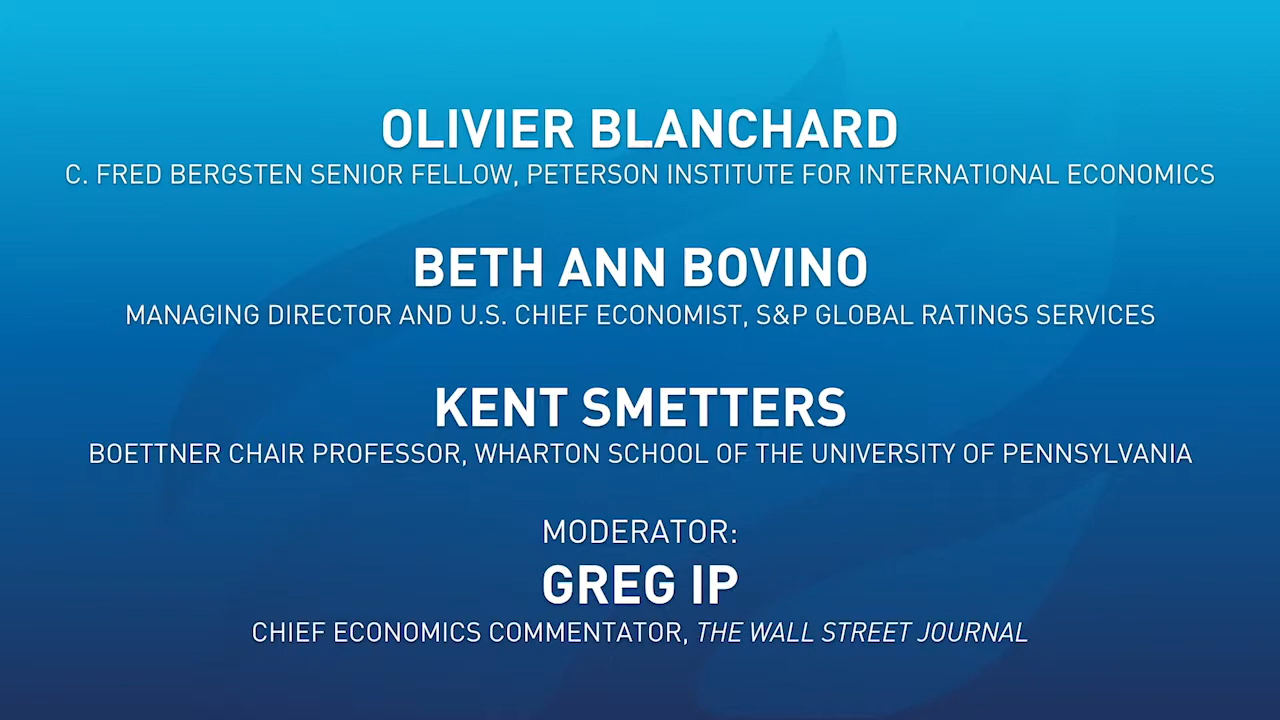 OLIVIER BLANCHARD
C. FRED BERGSTEN SENIOR FELLOW, PETERSON INSTITUTE FOR INTERNATIONAL ECONOMICS
BETH ANN BOVINO
MANAGING DIRECTOR AND U.S. CHIEF ECONOMIST, S&P GLOBAL RATINGS SERVICES
KENT SMETTERS
BOETTNER CHAIR PROFESSOR, WHARTON SCHOOL OF THE UNIVERSITY OF PENNSYLVANIA
MODERATOR:
GREG IP
CHIEF ECONOMICS COMMENTATOR, THE WALL STREET JOURNAL